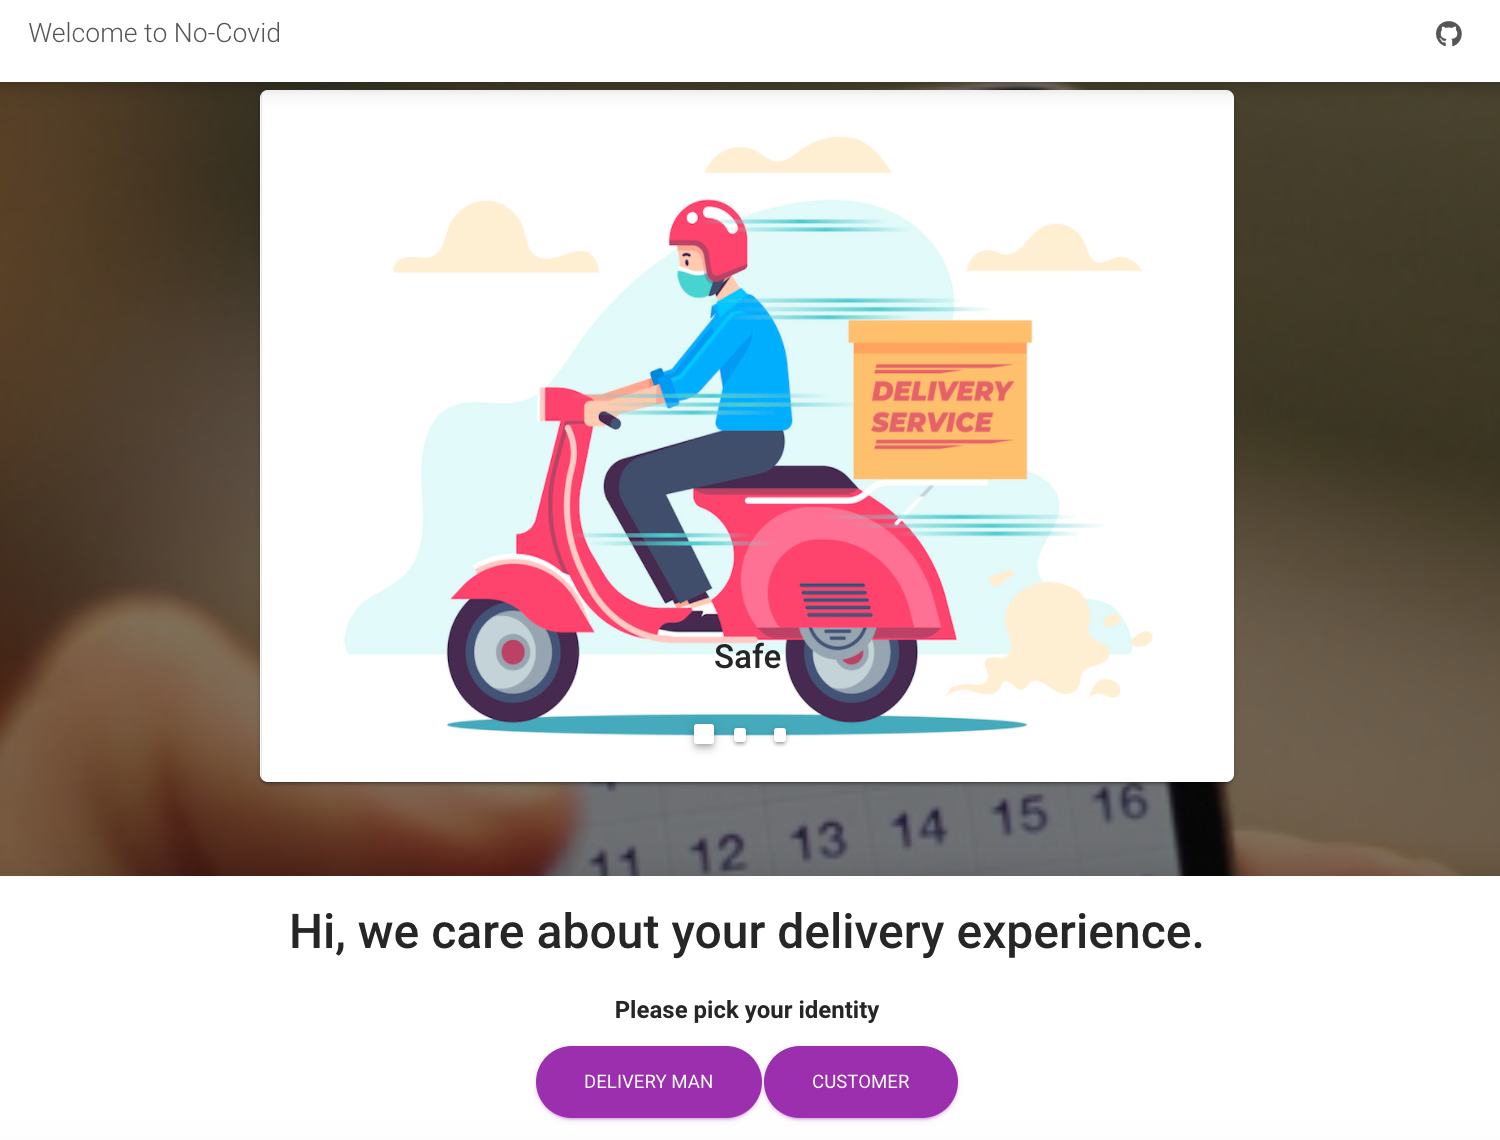 Welcome to No-Covid
DELIVERY
SERVICE
Safe
11 12 13 14 15 16
Hi, we care about your delivery experience.
Please pick your identity
DELIVERY MAN
CUSTOMER